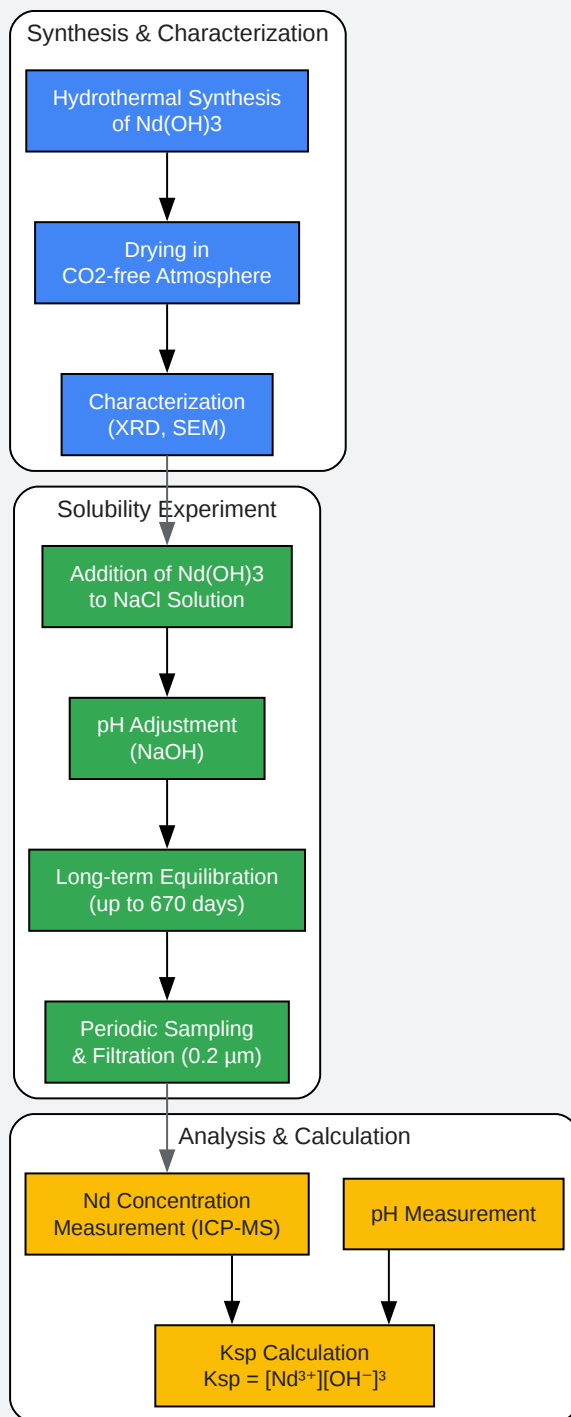 Synthesis & Characterization
Hydrothermal Synthesis
of Nd(OH)3
Drying in
CO2-free Atmosphere
Characterization
(XRD, SEM)
Solubility Experiment
Addition of Nd(OH)3
to NaCl Solution
pH Adjustment
(NaOH)
Long-term Equilibration
(up to 670 days)
Periodic Sampling
& Filtration (0.2 µm)
Analysis & Calculation
Nd Concentration
Measurement (ICP-MS)
pH Measurement
Ksp Calculation
Ksp = [Nd³⁺][OH⁻]³